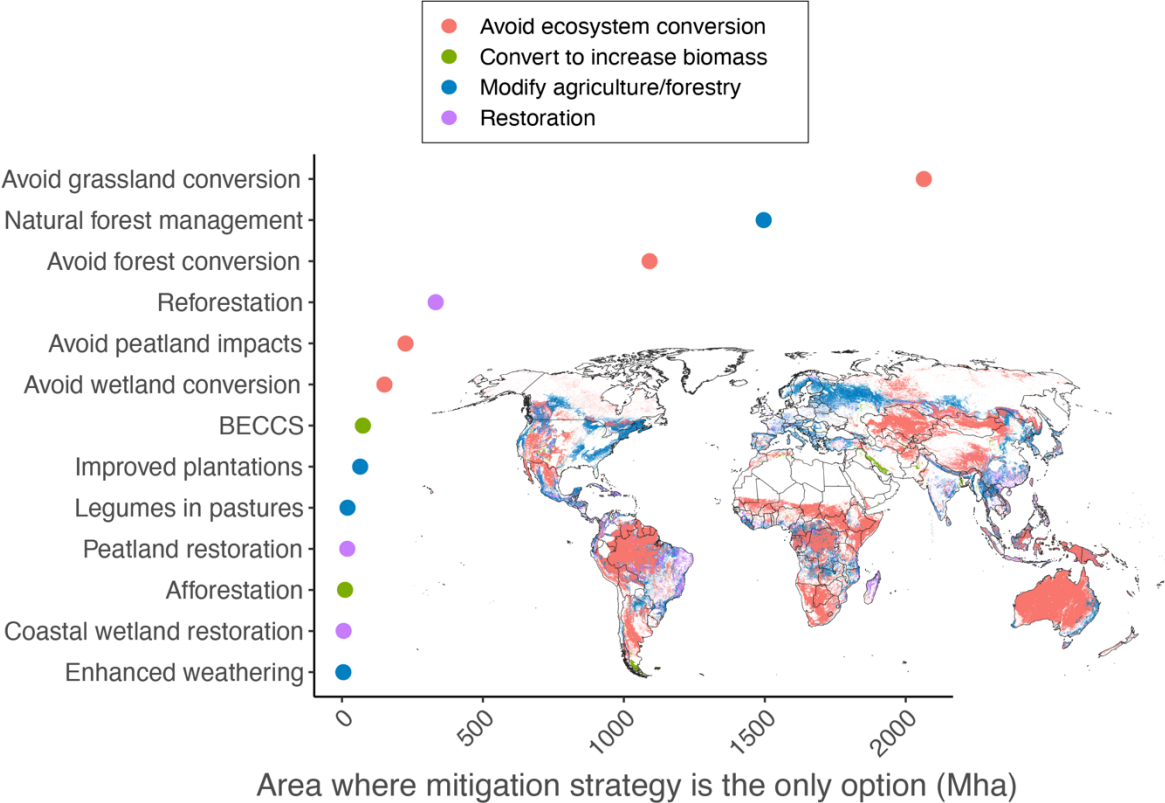 Avoid ecosystem conversion
Convert to increase biomass
Modify agriculture/forestry
Restoration
Avoid grassland conversion
Natural forest management
Avoid forest conversion
Reforestation
Avoid peatland impacts
Avoid wetland conversion
BECCS
Improved plantations
Legumes in pastures
Peatland restoration
Afforestation
Coastal wetland restoration
Enhanced weathering
0 500 1000 1500 2000
Area where mitigation strategy is the only option (Mha)